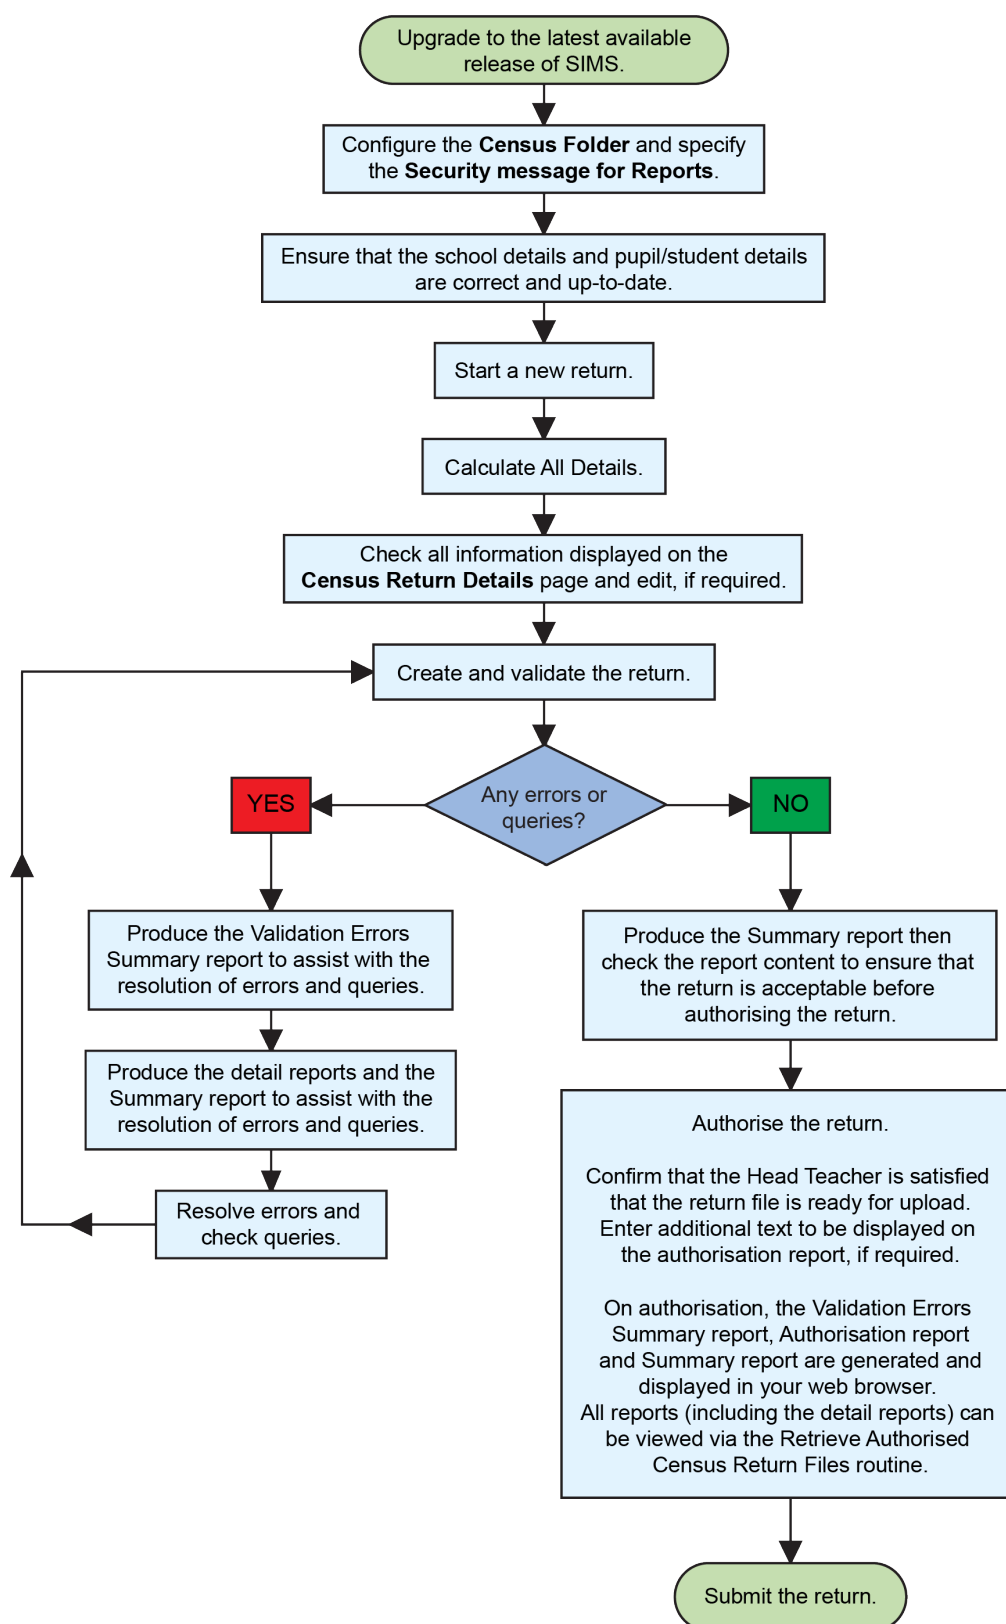 Upgrade to the latest available
release of SIMS.
Configure the Census Folder and specify
the Security message for Reports.
Ensure that the school details and pupil/student details
are correct and up-to-date.
Start a new return.
Calculate All Details.
Check all information displayed on the
Census Return Details page and edit, if required.
Create and validate the return.
Any errors or
queries?
YES
NO
Produce the Validation Errors
Summary report to assist with the
resolution of errors and queries.
Produce the detail reports and the
Summary report to assist with the
resolution of errors and queries.
Resolve errors and
check queries.
Produce the Summary report then
check the report content to ensure that
the return is acceptable before
authorising the return.
Authorise the return.
Confirm that the Head Teacher is satisfied
that the return file is ready for upload.
Enter additional text to be displayed on
the authorisation report, if required.
On authorisation, the Validation Errors
Summary report, Authorisation report
and Summary report are generated and
displayed in your web browser.
All reports (including the detail reports) can
be viewed via the Retrieve Authorised
Census Return Files routine.
Submit the return.